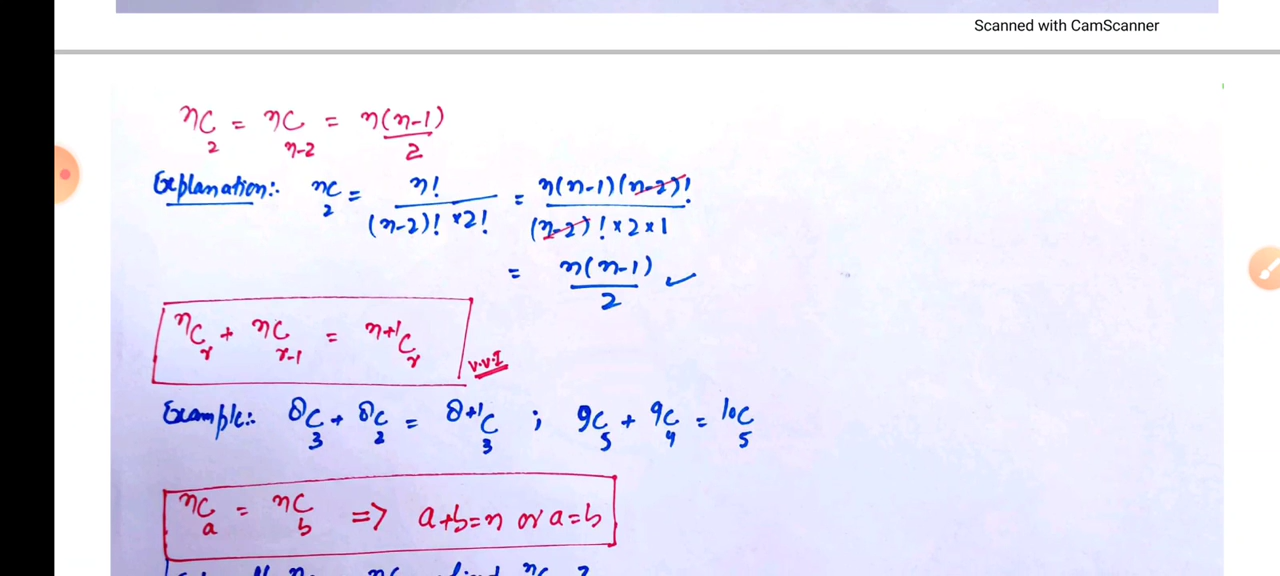 Scanned with CamScanner
nC2 = nCn-2 = n(n-1)/2
Explanation:- nC2 = n!/((n-2)! × 2!) = n(n-1)(n-2)!/((n-2)! × 2 × 1)
= n(n-1)/2 ✓
nCr + nCr-1 = n+1Cr V.V.I
Example:- 8C3 + 8C2 = 8+1C3 ; 9C5 + 9C4 = 10C5
nCa = nCb => a+b=n or a=b